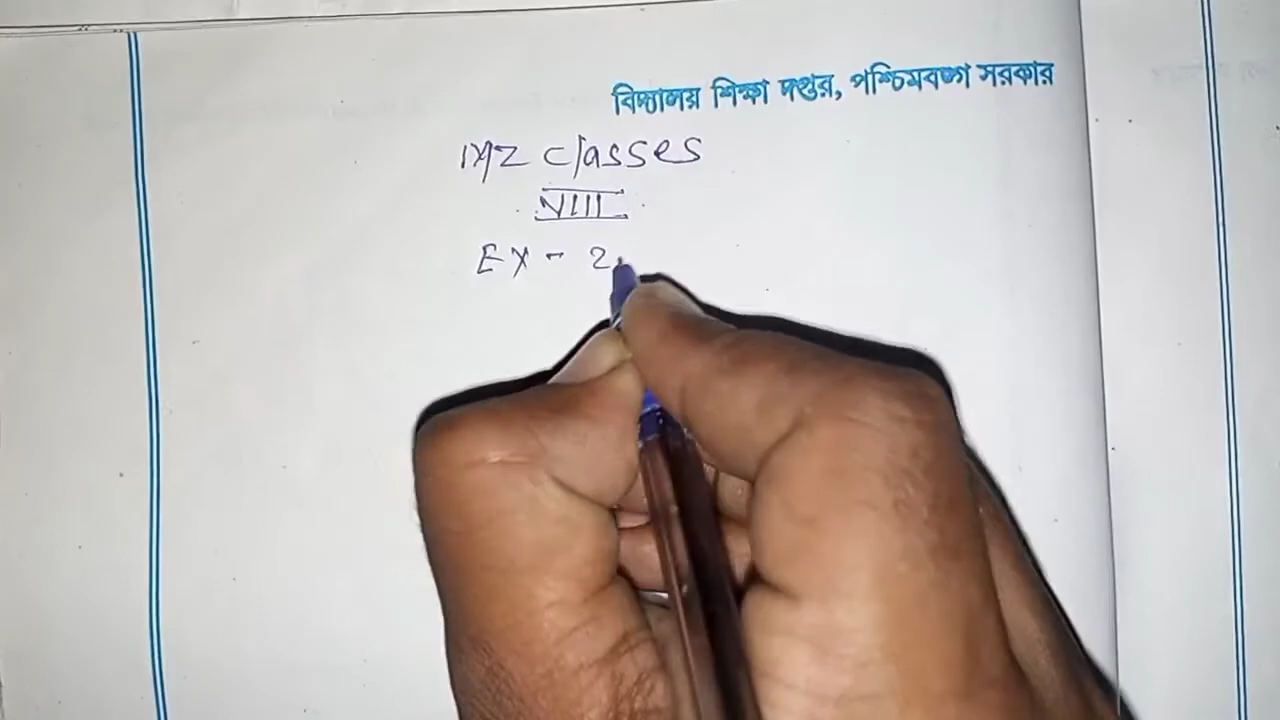 বিদ্যালয় শিক্ষা দপ্তর, পশ্চিমবঙ্গ সরকার
XYZ classes
VIII
EX - 2.